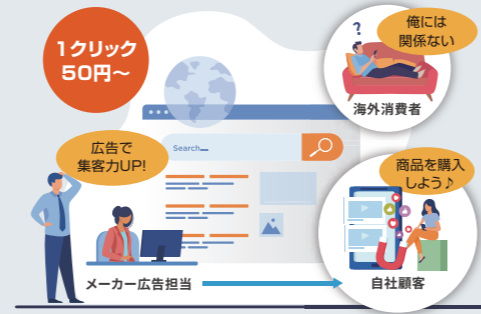 1クリック
50円〜
俺には
関係ない
?
海外消費者
広告で
集客力UP!
Search
商品を購入
しよう♪
メーカー広告担当
自社顧客